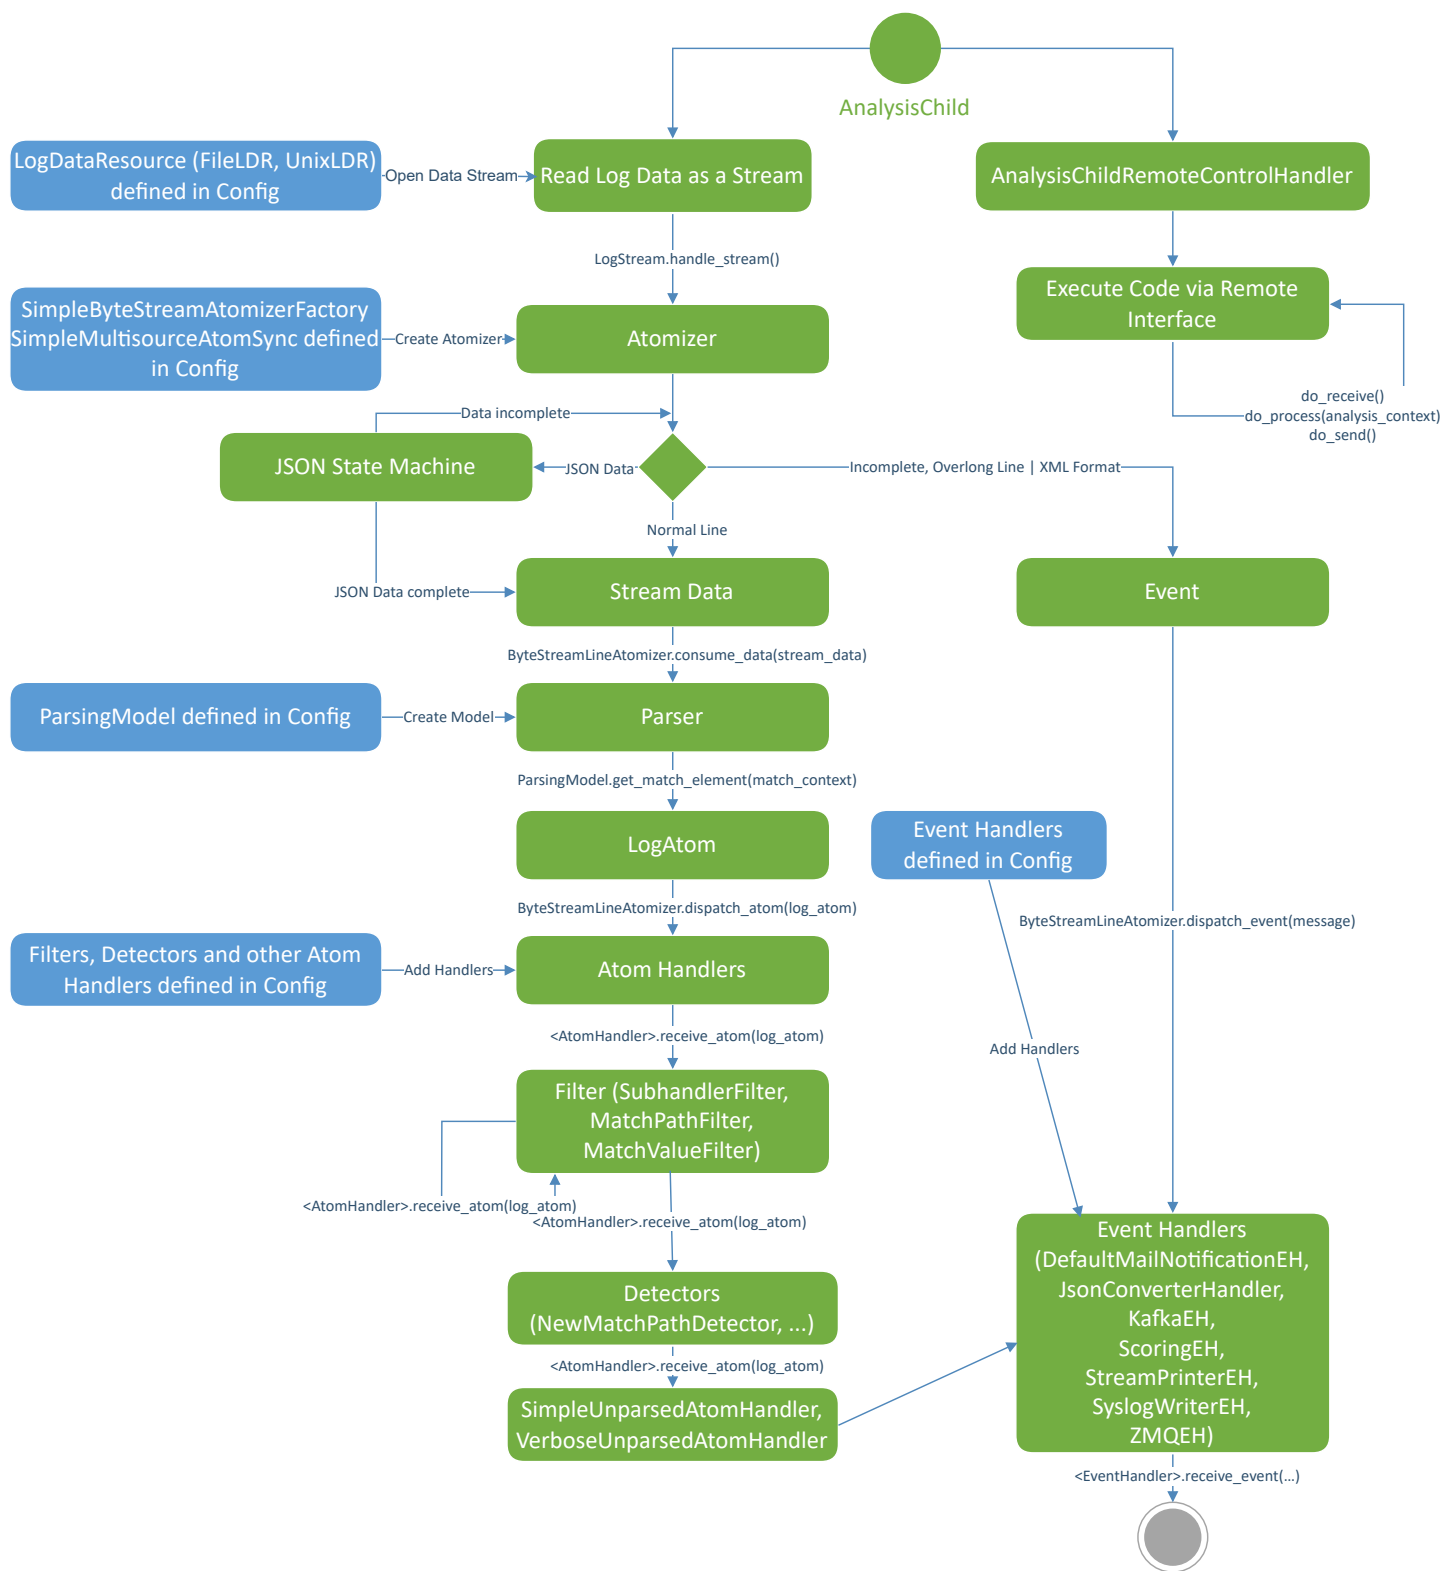 AnalysisChild
LogDataResource (FileLDR, UnixLDR)
defined in Config
Open Data Stream
Read Log Data as a Stream
AnalysisChildRemoteControlHandler
LogStream.handle_stream()
SimpleByteStreamAtomizerFactory
SimpleMultisourceAtomSync defined
in Config
Create Atomizer
Atomizer
Execute Code via Remote
Interface
do_receive()
do_process(analysis_context)
do_send()
Data incomplete
JSON State Machine
JSON Data
Incomplete, Overlong Line | XML Format
Normal Line
JSON Data complete
Stream Data
Event
ByteStreamLineAtomizer.consume_data(stream_data)
ParsingModel defined in Config
Create Model
Parser
ParsingModel.get_match_element(match_context)
LogAtom
Event Handlers
defined in Config
ByteStreamLineAtomizer.dispatch_atom(log_atom)
ByteStreamLineAtomizer.dispatch_event(message)
Filters, Detectors and other Atom
Handlers defined in Config
Add Handlers
Atom Handlers
<AtomHandler>.receive_atom(log_atom)
Add Handlers
Filter (SubhandlerFilter,
MatchPathFilter,
MatchValueFilter)
<AtomHandler>.receive_atom(log_atom)
<AtomHandler>.receive_atom(log_atom)
Detectors
(NewMatchPathDetector, ...)
<AtomHandler>.receive_atom(log_atom)
SimpleUnparsedAtomHandler,
VerboseUnparsedAtomHandler
Event Handlers
(DefaultMailNotificationEH,
JsonConverterHandler,
KafkaEH,
ScoringEH,
StreamPrinterEH,
SyslogWriterEH,
ZMQEH)
<EventHandler>.receive_event(…)